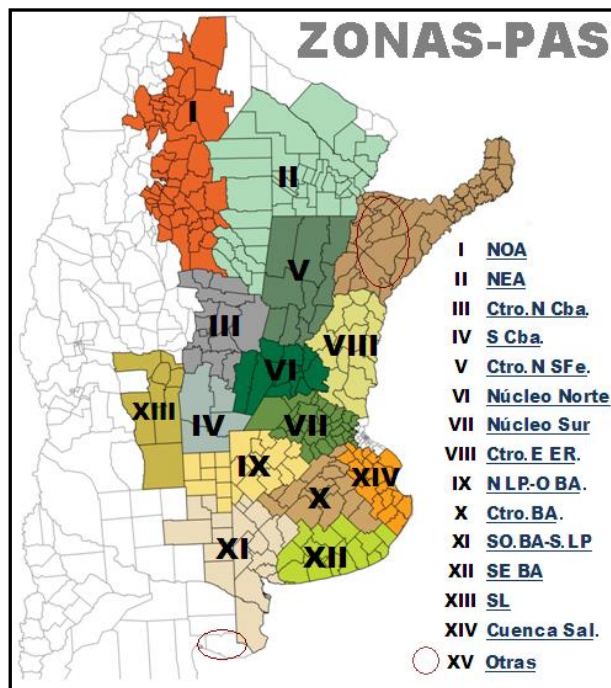 ZONAS-PAS
I
II
V
III
VIII
VI
XIII
IV
VII
IX
XIV
X
XI
XII
I NOA
II NEA
III Ctro.N Cba.
IV S Cba.
V Ctro.N SFe.
VI Núcleo Norte
VII Núcleo Sur
VIII Ctro.E ER.
IX N LP.-O BA.
X Ctro.BA.
XI SO.BA-S.LP
XII SE BA
XIII SL
XIV Cuenca Sal.
XV Otras